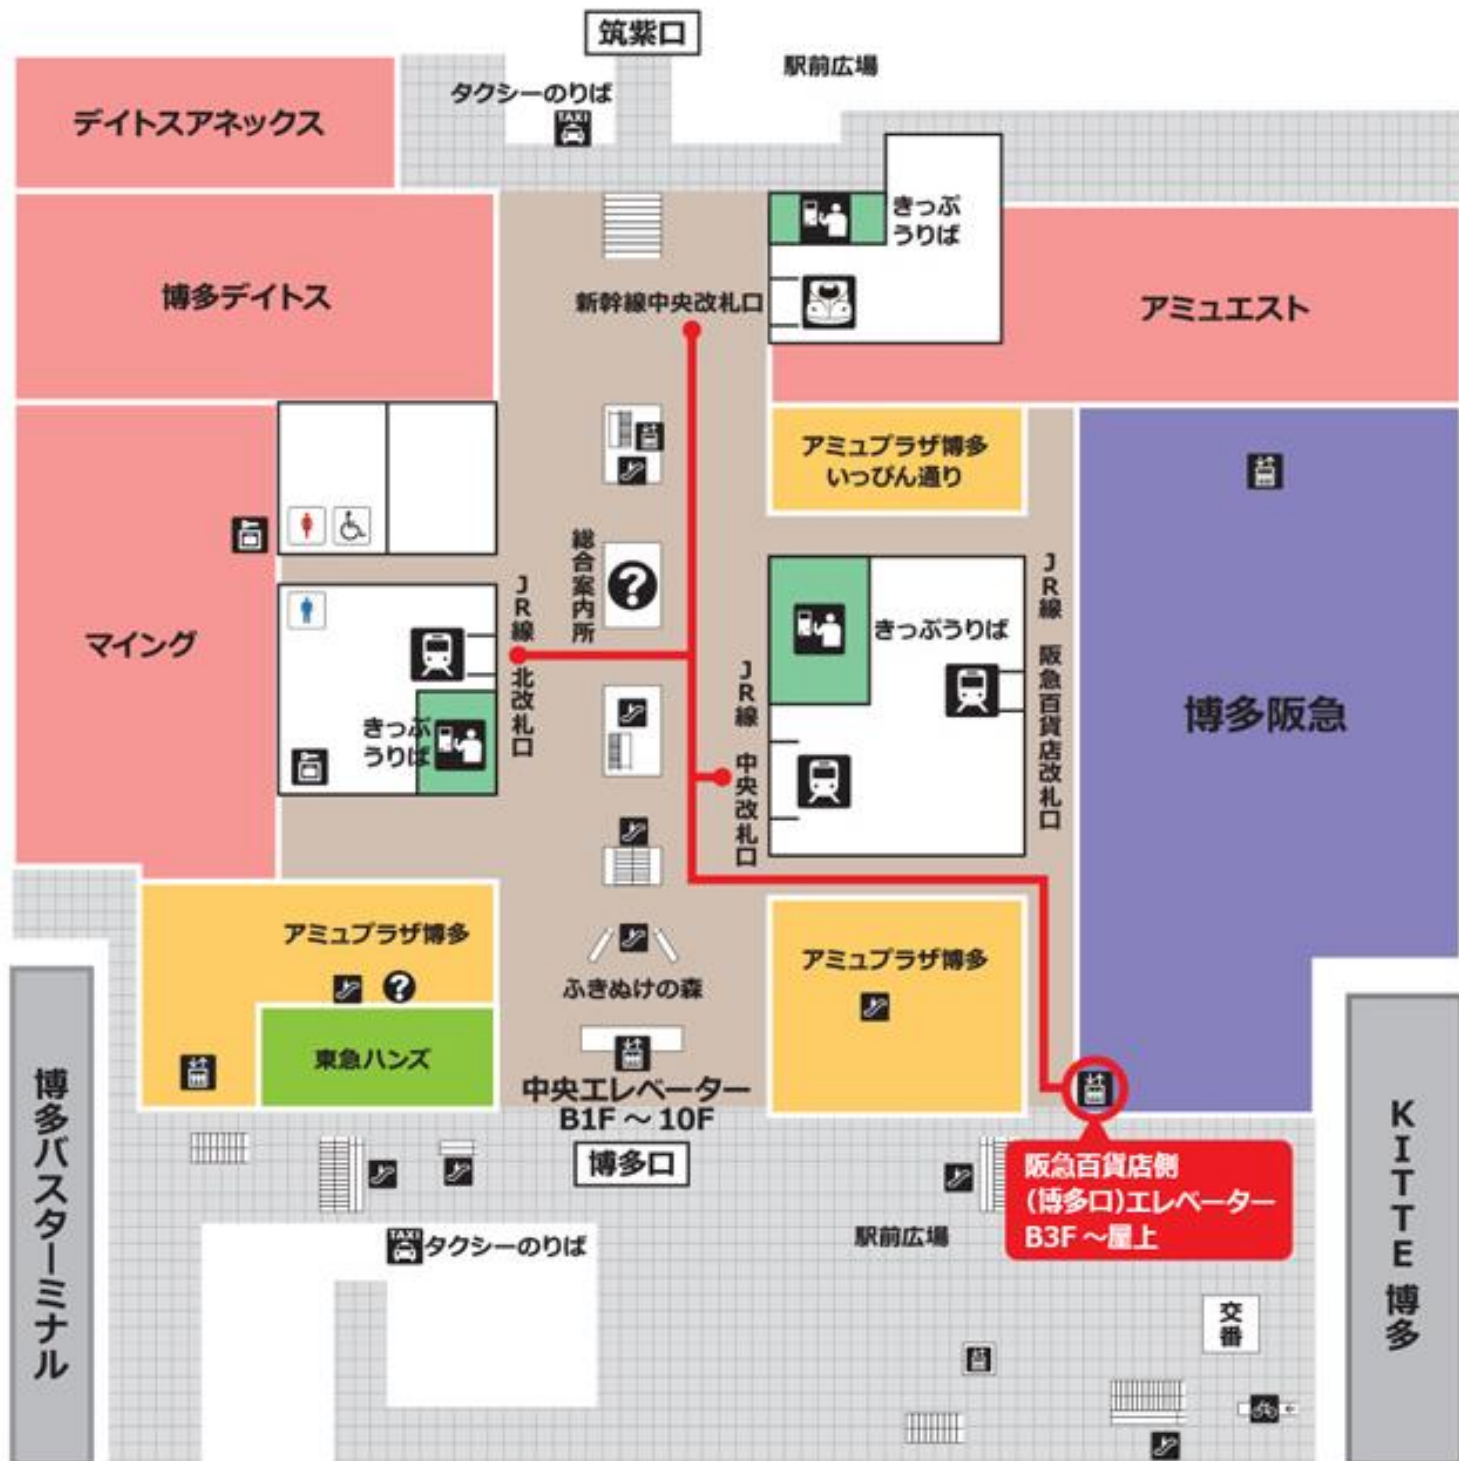 筑紫口
駅前広場
タクシーのりば
TAXI
デイトスアネックス
きっぷ
うりば
博多デイトス
新幹線中央改札口
アミュエスト
アミュプラザ博多
いっぴん通り
総合案内所
?
JR線 北改札口
きっぷうりば
JR線 阪急百貨店改札口
マイング
JR線 中央改札口
博多阪急
きっぷ
うりば
アミュプラザ博多
?
アミュプラザ博多
ふきぬけの森
東急ハンズ
中央エレベーター
B1F～10F
博多口
阪急百貨店側
(博多口)エレベーター
B3F～屋上
博多バスターミナル
KITTE 博多
TAXI
タクシーのりば
駅前広場
交番